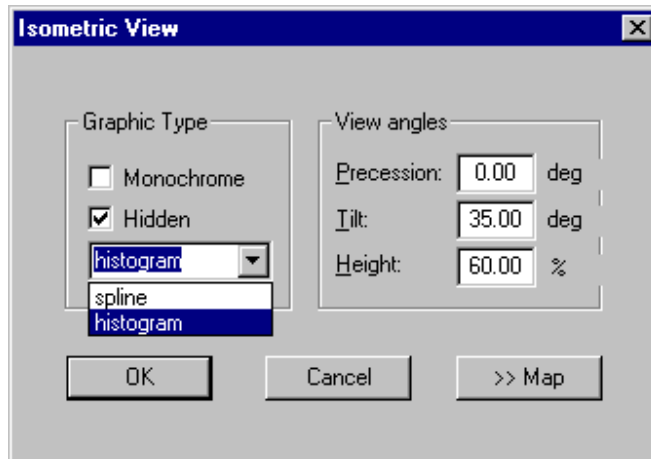 Isometric View
Graphic Type
Monochrome
Hidden
histogram
spline
histogram
View angles
Precession: 0.00 deg
Tilt: 35.00 deg
Height: 60.00 %
OK
Cancel
>> Map